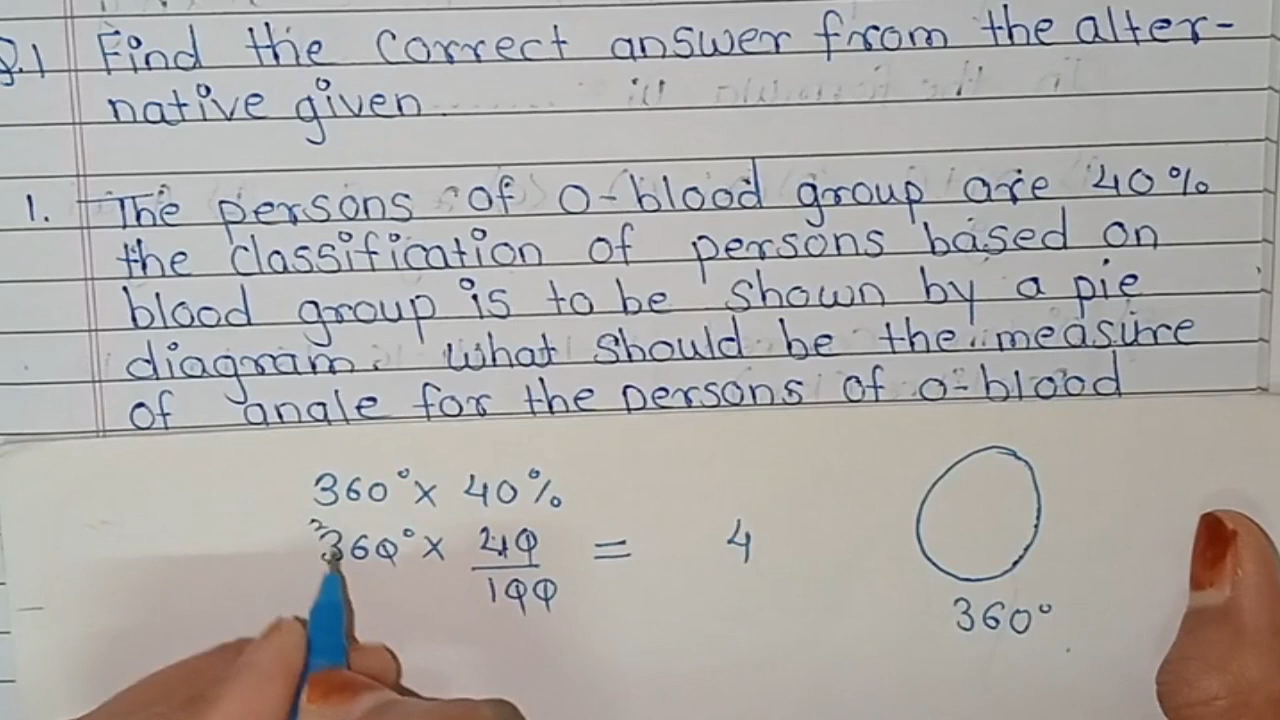 Q.1 Find the correct answer from the alter-
native given
1. The persons of O-blood group are 40%
the classification of persons based on
blood group is to be shown by a pie
diagram. What should be the measure
of angle for the persons of O-blood
360° × 40%
²360° × 40/100 = 4
360°